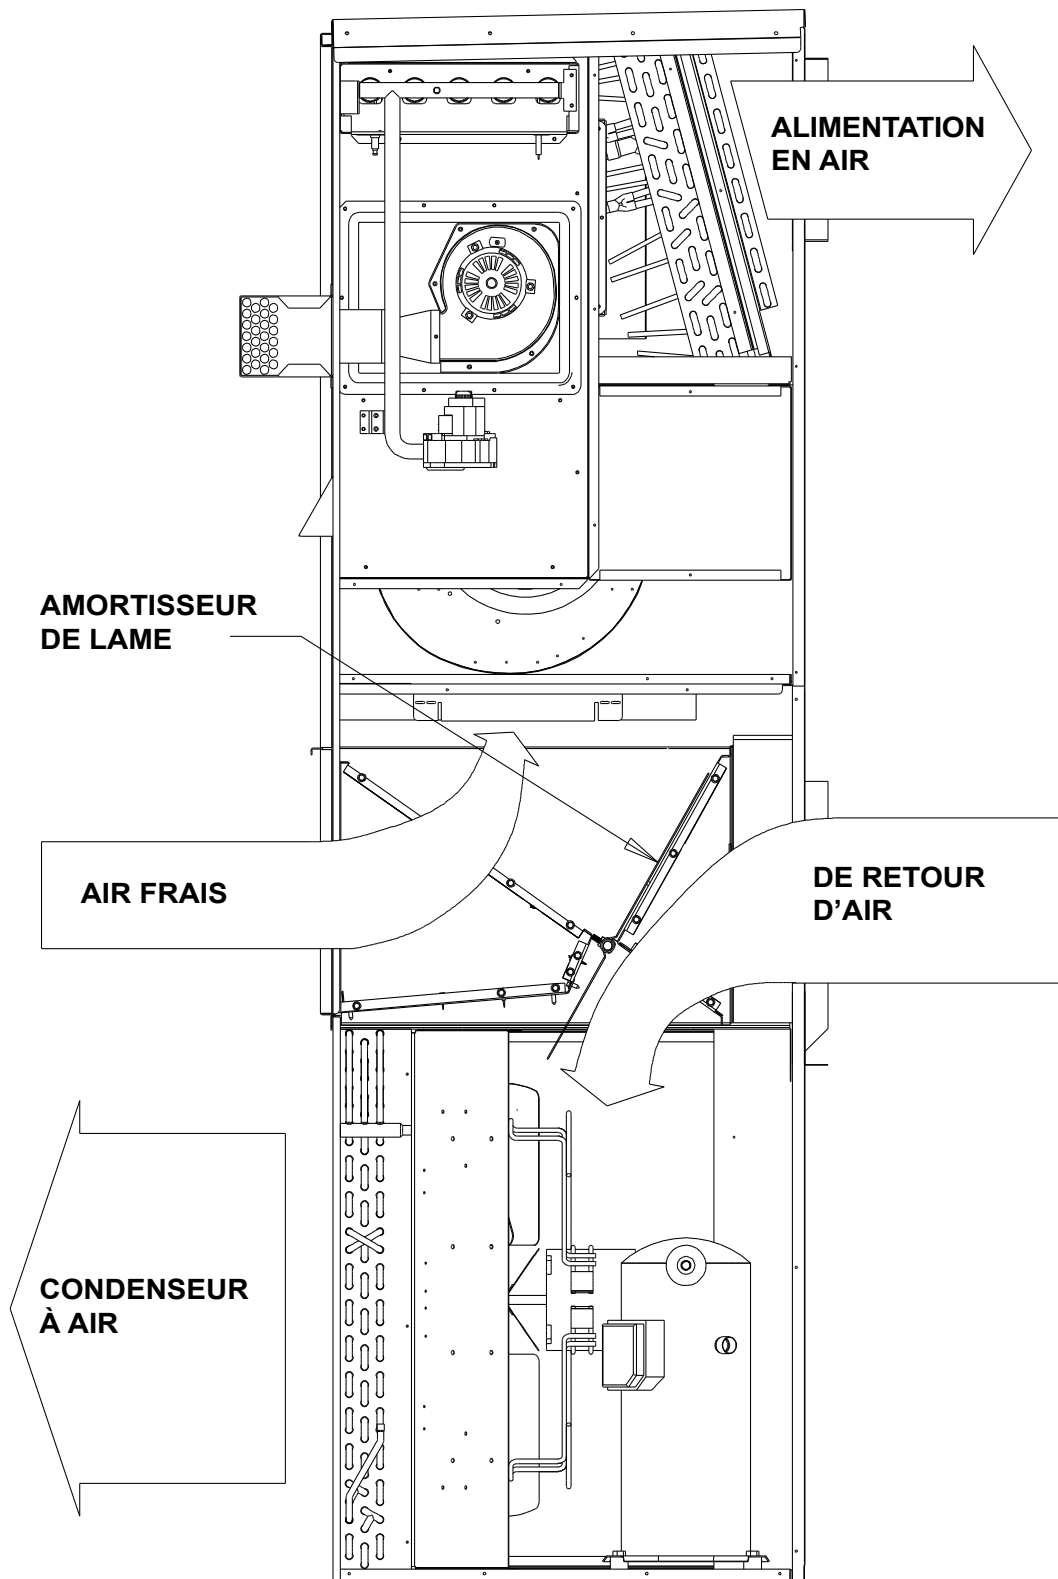 ALIMENTATION
EN AIR
AMORTISSEUR
DE LAME
AIR FRAIS
DE RETOUR
D’AIR
CONDENSEUR
À AIR